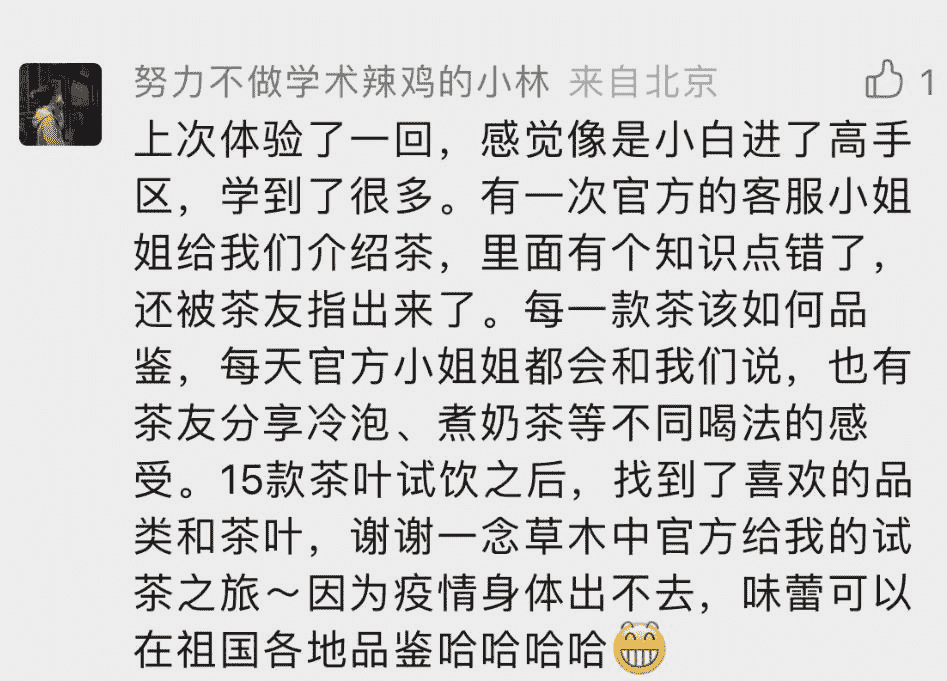 努力不做学术辣鸡的小林 来自北京 1
上次体验了一回，感觉像是小白进了高手
区，学到了很多。有一次官方的客服小姐
姐给我们介绍茶，里面有个知识点错了，
还被茶友指出来了。每一款茶该如何品
鉴，每天官方小姐姐都会和我们说，也有
茶友分享冷泡、煮奶茶等不同喝法的感
受。15款茶叶试饮之后，找到了喜欢的品
类和茶叶，谢谢一念草木中官方给我的试
茶之旅～因为疫情身体出不去，味蕾可以
在祖国各地品鉴哈哈哈哈😁